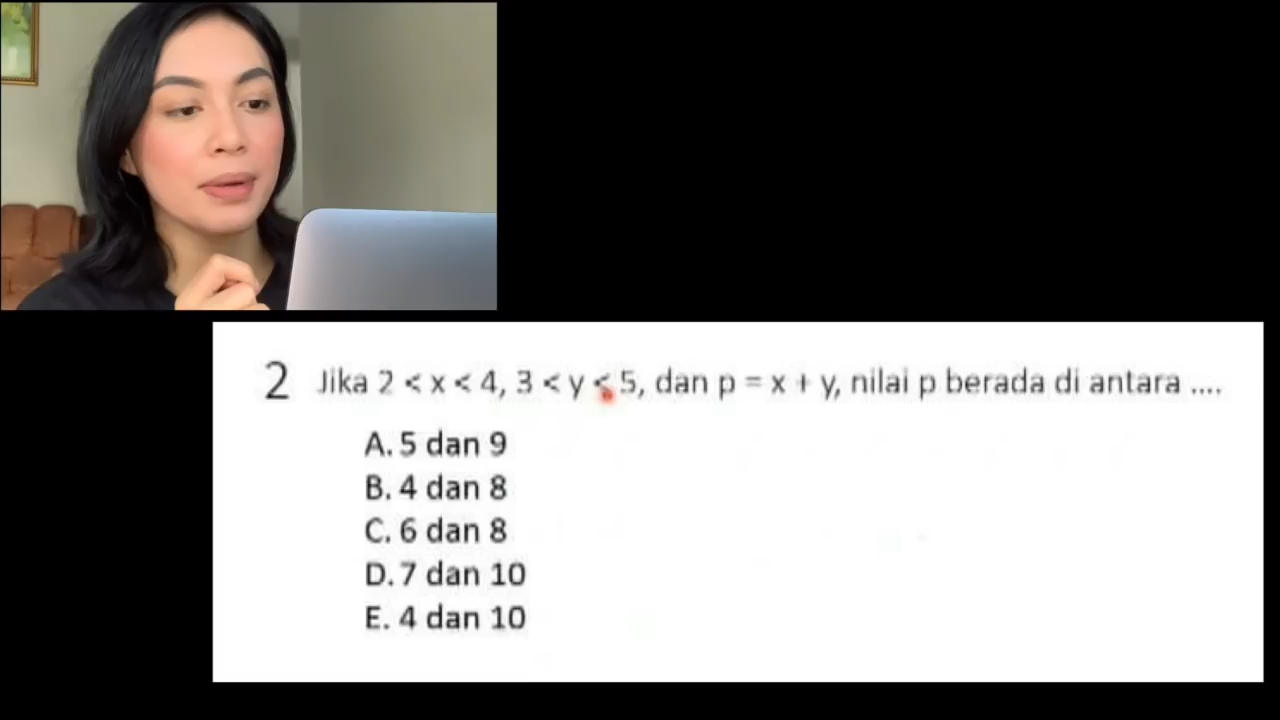 2 Jika 2 < x < 4, 3 < y < 5, dan p = x + y, nilai p berada di antara ....
A. 5 dan 9
B. 4 dan 8
C. 6 dan 8
D. 7 dan 10
E. 4 dan 10